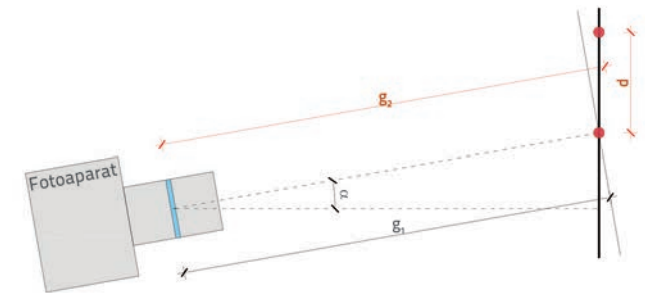 g₂
d
Fotoaparat
α
g₁